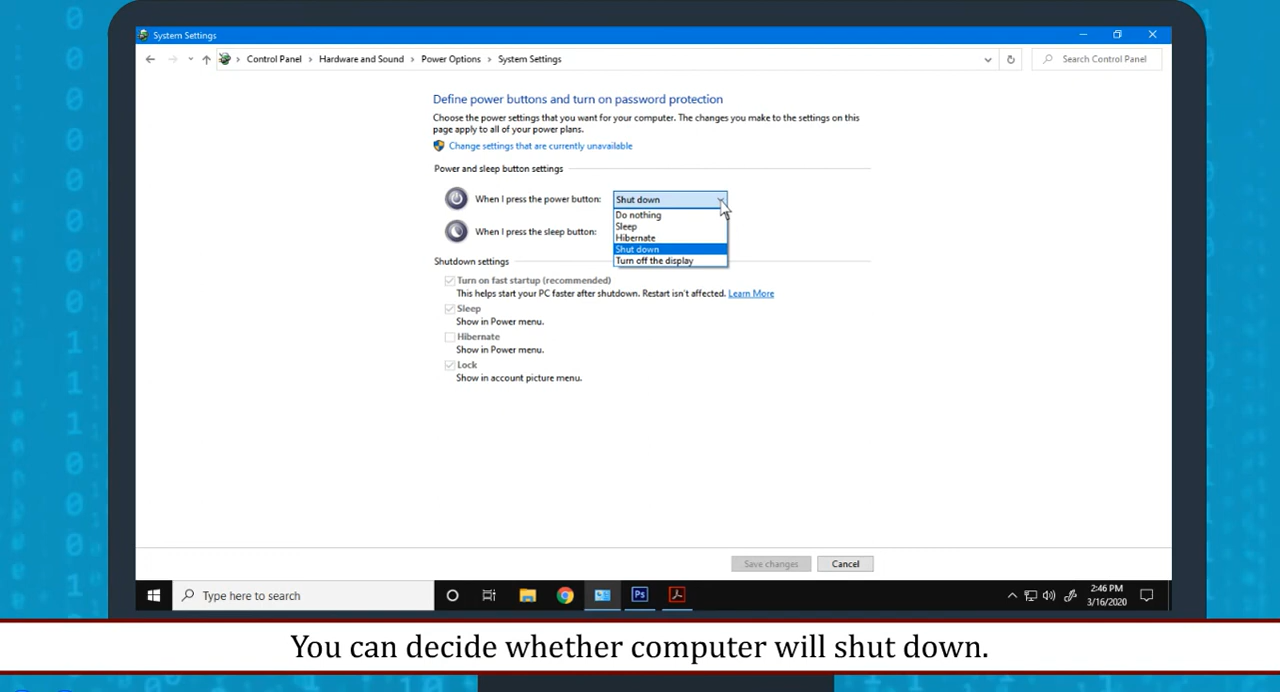 System Settings
Control Panel > Hardware and Sound > Power Options > System Settings
Search Control Panel
Define power buttons and turn on password protection
Choose the power settings that you want for your computer. The changes you make to the settings on this
page apply to all of your power plans.
Change settings that are currently unavailable
Power and sleep button settings
When I press the power button: Shut down
Do nothing
Sleep
When I press the sleep button:
Hibernate
Shut down
Turn off the display
Shutdown settings
Turn on fast startup (recommended)
This helps start your PC faster after shutdown. Restart isn't affected. Learn More
Sleep
Show in Power menu.
Hibernate
Show in Power menu.
Lock
Show in account picture menu.
Save changes
Cancel
Type here to search
Ps
2:46 PM
3/16/2020
You can decide whether computer will shut down.